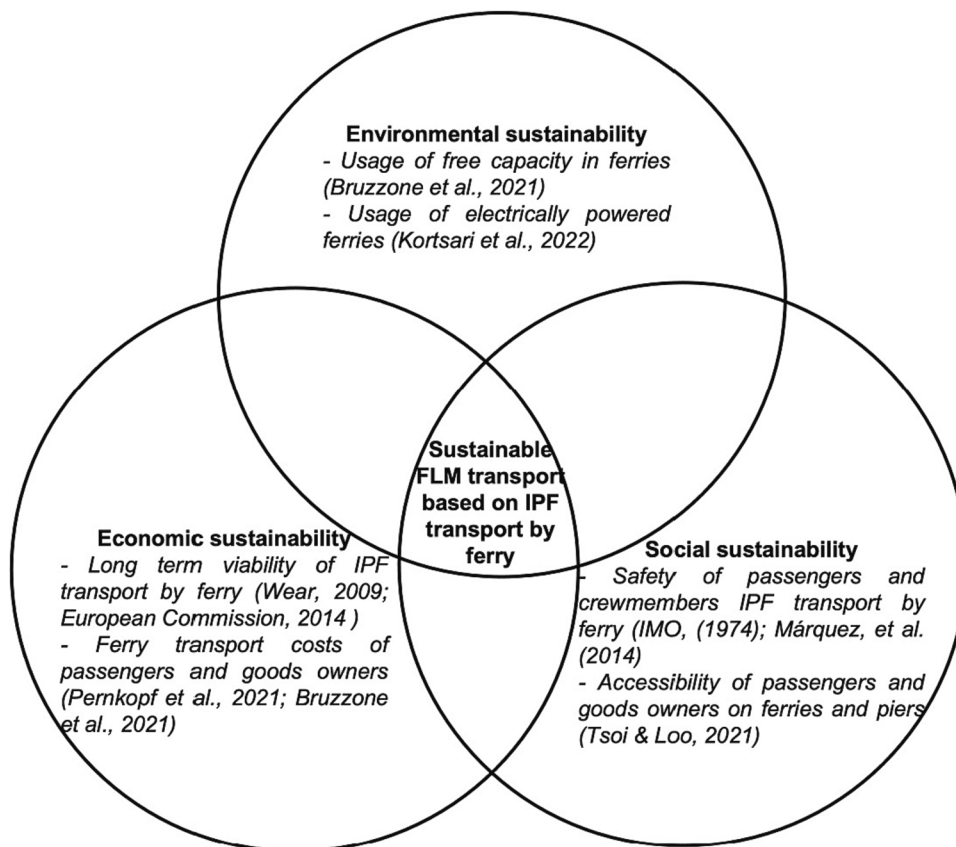 Environmental sustainability
- Usage of free capacity in ferries
(Bruzzone et al., 2021)
- Usage of electrically powered
ferries (Kortsari et al., 2022)
Sustainable
FLM transport
based on IPF
transport by
ferry
Economic sustainability
- Long term viability of IPF
transport by ferry (Wear, 2009;
European Commission, 2014 )
- Ferry transport costs of
passengers and goods owners
(Pernkopf et al., 2021; Bruzzone
et al., 2021)
Social sustainability
- Safety of passengers and
crewmembers IPF transport by
ferry (IMO, (1974); Márquez, et al.
(2014)
- Accessibility of passengers and
goods owners on ferries and piers
(Tsoi & Loo, 2021)